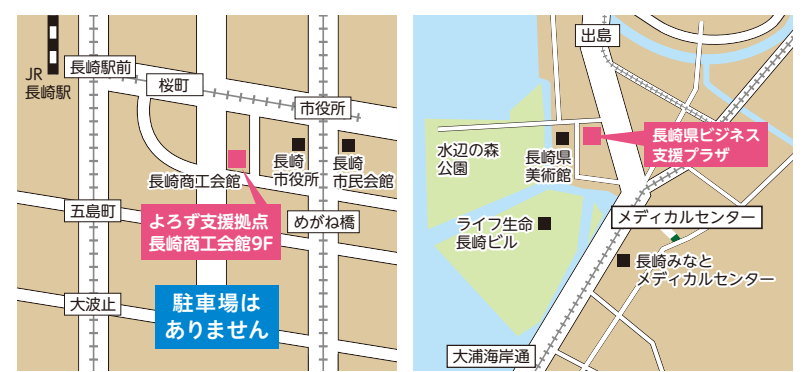 JR
長崎駅
長崎駅前
桜町
市役所
長崎
市役所
長崎
市民会館
長崎商工会館
五島町
よろず支援拠点
長崎商工会館9F
めがね橋
大波止
駐車場は
ありません
出島
長崎県ビジネス
支援プラザ
水辺の森
公園
長崎県
美術館
ライフ生命
長崎ビル
メディカルセンター
長崎みなと
メディカルセンター
大浦海岸通